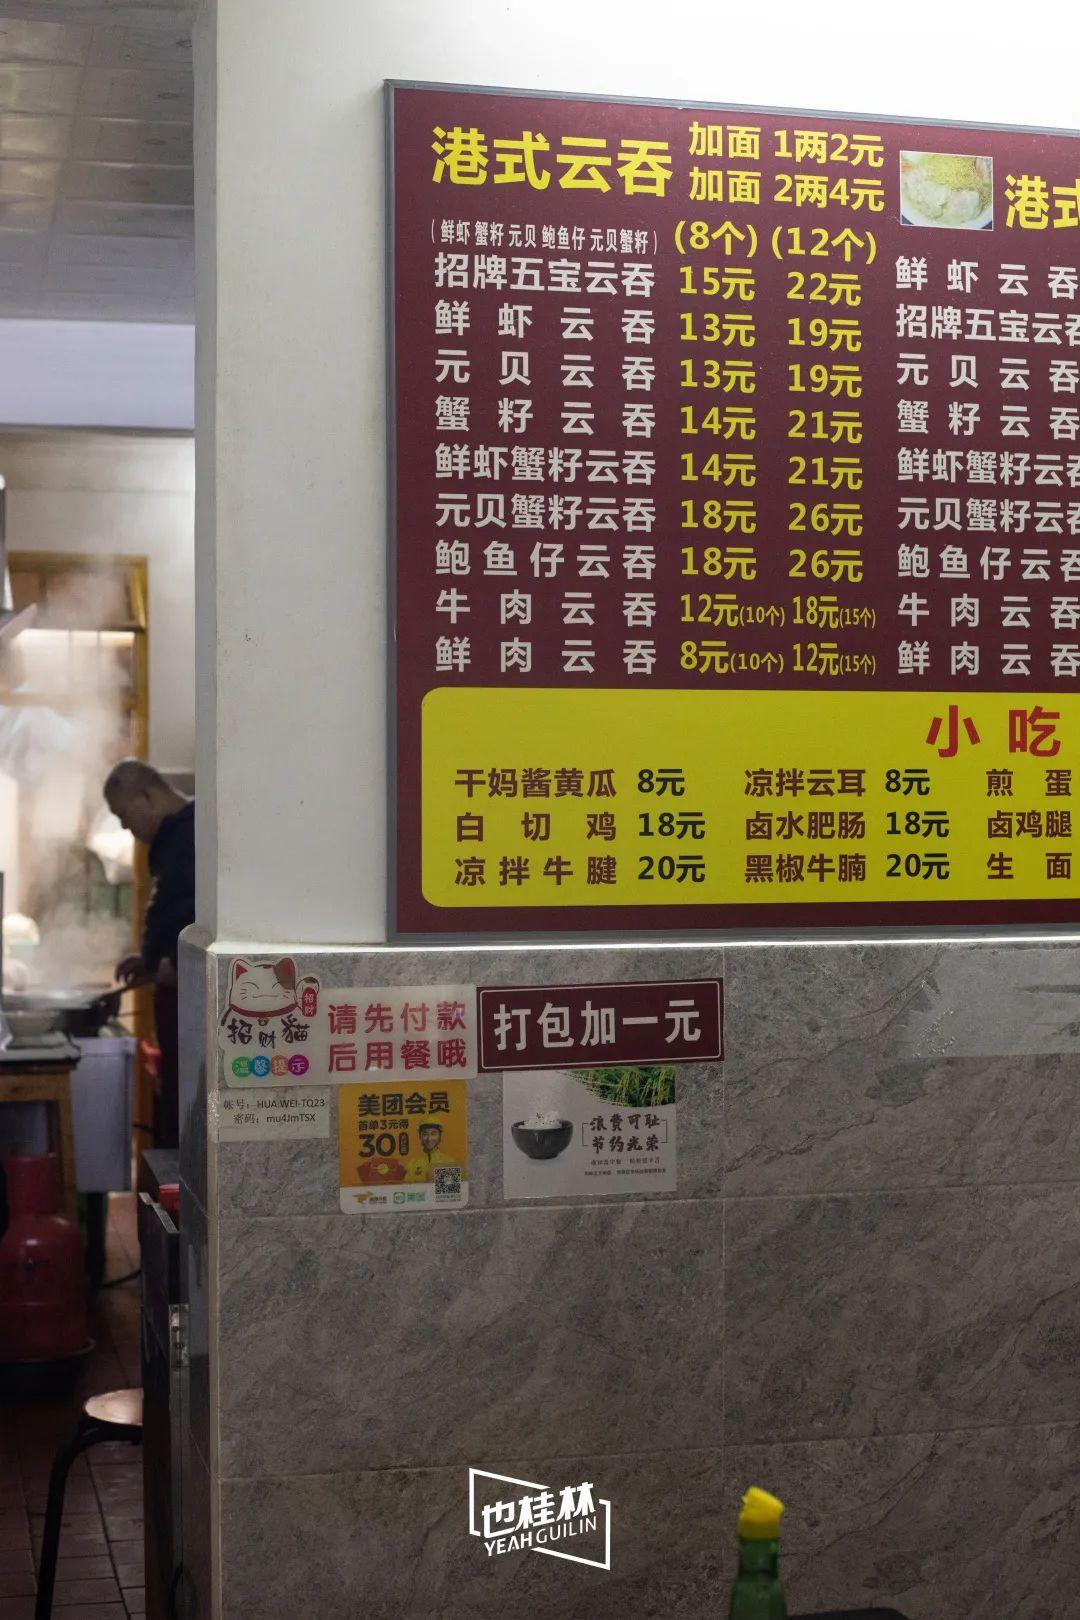 港式云吞 加面 1两2元
加面 2两4元
港式
(鲜虾 蟹籽 元贝 鲍鱼仔 元贝蟹籽) (8个) (12个)
招牌五宝云吞 15元 22元
鲜虾云吞 13元 19元
元贝云吞 13元 19元
蟹籽云吞 14元 21元
鲜虾蟹籽云吞 14元 21元
元贝蟹籽云吞 18元 26元
鲍鱼仔云吞 18元 26元
牛肉云吞 12元(10个) 18元(15个)
鲜肉云吞 8元(10个) 12元(15个)
鲜虾云吞
招牌五宝云吞
元贝云吞
蟹籽云吞
鲜虾蟹籽云吞
元贝蟹籽云吞
鲍鱼仔云吞
牛肉云吞
鲜肉云吞
小吃
干妈酱黄瓜 8元 凉拌云耳 8元 煎蛋
白切鸡 18元 卤水肥肠 18元 卤鸡腿
凉拌牛腱 20元 黑椒牛腩 20元 生面
招财
招财貓
温馨提示
请先付款
后用餐哦
打包加一元
帐号：HUA WEI-TQ23
密码：mu4JmTSX
美团会员
首单3元得
30
浪费可耻
节约光荣
也桂林
YEAH GUILIN